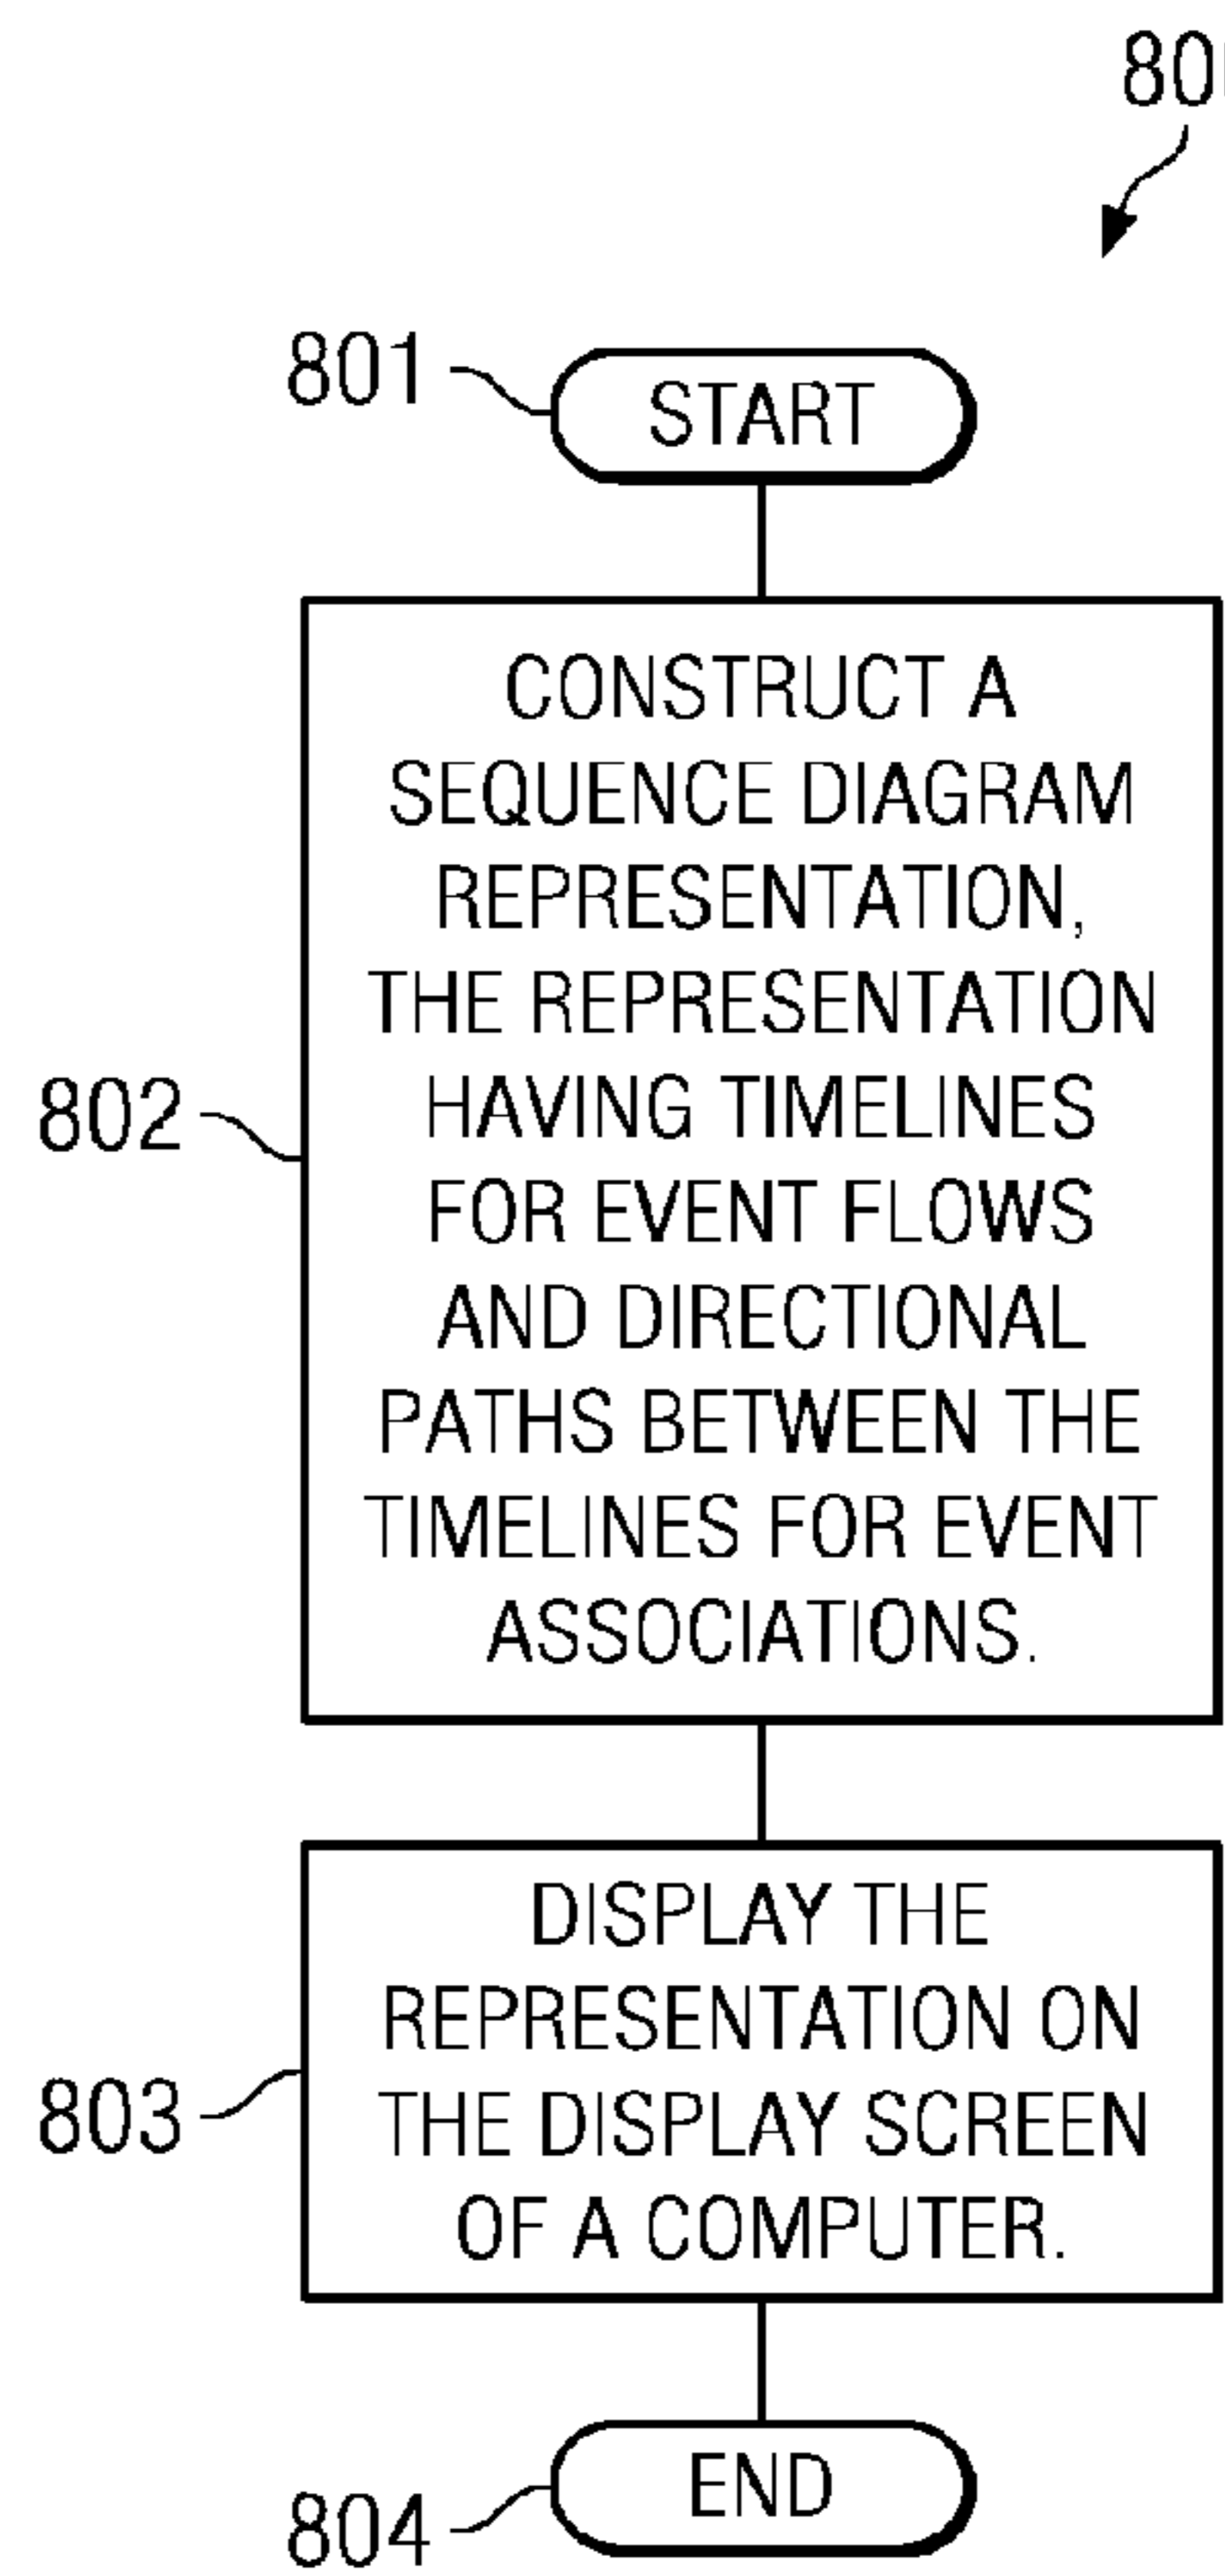 801
START
CONSTRUCT A
SEQUENCE DIAGRAM
REPRESENTATION,
THE REPRESENTATION
HAVING TIMELINES
802
FOR EVENT FLOWS
AND DIRECTIONAL
PATHS BETWEEN THE
TIMELINES FOR EVENT
ASSOCIATIONS.
DISPLAY THE
REPRESENTATION ON
803
THE DISPLAY SCREEN
OF A COMPUTER.
END
804